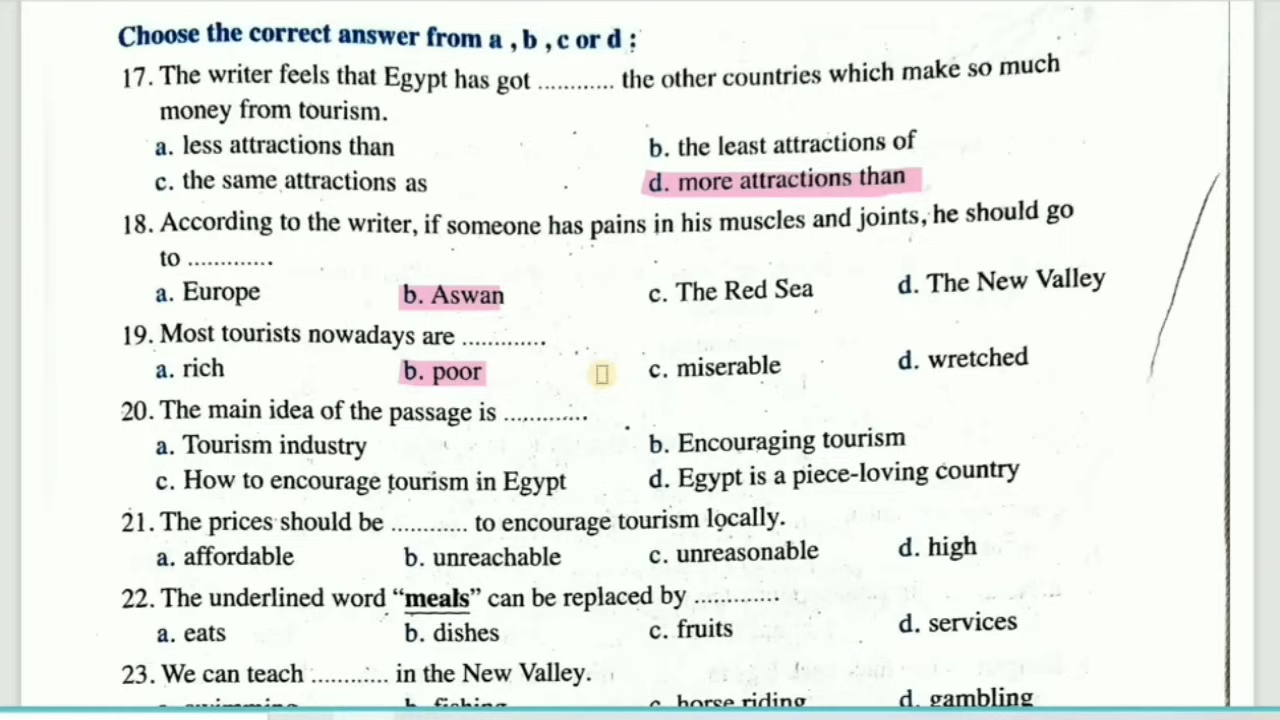 Choose the correct answer from a , b , c or d :
17. The writer feels that Egypt has got ............ the other countries which make so much
money from tourism.
a. less attractions than b. the least attractions of
c. the same attractions as d. more attractions than
18. According to the writer, if someone has pains in his muscles and joints, he should go
to .............
a. Europe b. Aswan c. The Red Sea d. The New Valley
19. Most tourists nowadays are .............
a. rich b. poor c. miserable d. wretched
20. The main idea of the passage is .............
a. Tourism industry b. Encouraging tourism
c. How to encourage tourism in Egypt d. Egypt is a piece-loving country
21. The prices should be ............ to encourage tourism locally.
a. affordable b. unreachable c. unreasonable d. high
22. The underlined word “meals” can be replaced by .............
a. eats b. dishes c. fruits d. services
23. We can teach ............ in the New Valley.
a. swimming b. fishing c. horse riding d. gambling